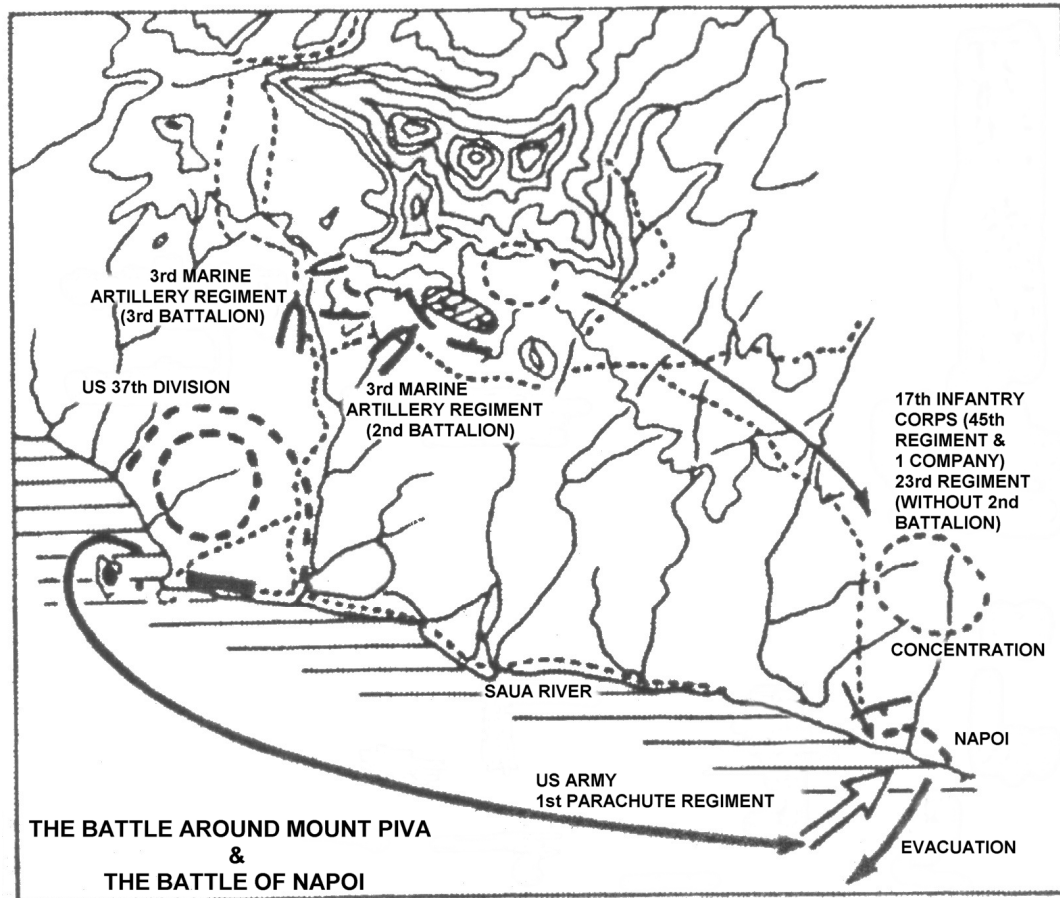 3rd MARINE
ARTILLERY REGIMENT
(3rd BATTALION)
US 37th DIVISION
3rd MARINE
ARTILLERY REGIMENT
(2nd BATTALION)
17th INFANTRY
CORPS (45th
REGIMENT &
1 COMPANY)
23rd REGIMENT
(WITHOUT 2nd
BATTALION)
CONCENTRATION
SAUA RIVER
NAPOI
US ARMY
1st PARACHUTE REGIMENT
EVACUATION
THE BATTLE AROUND MOUNT PIVA
&
THE BATTLE OF NAPOI